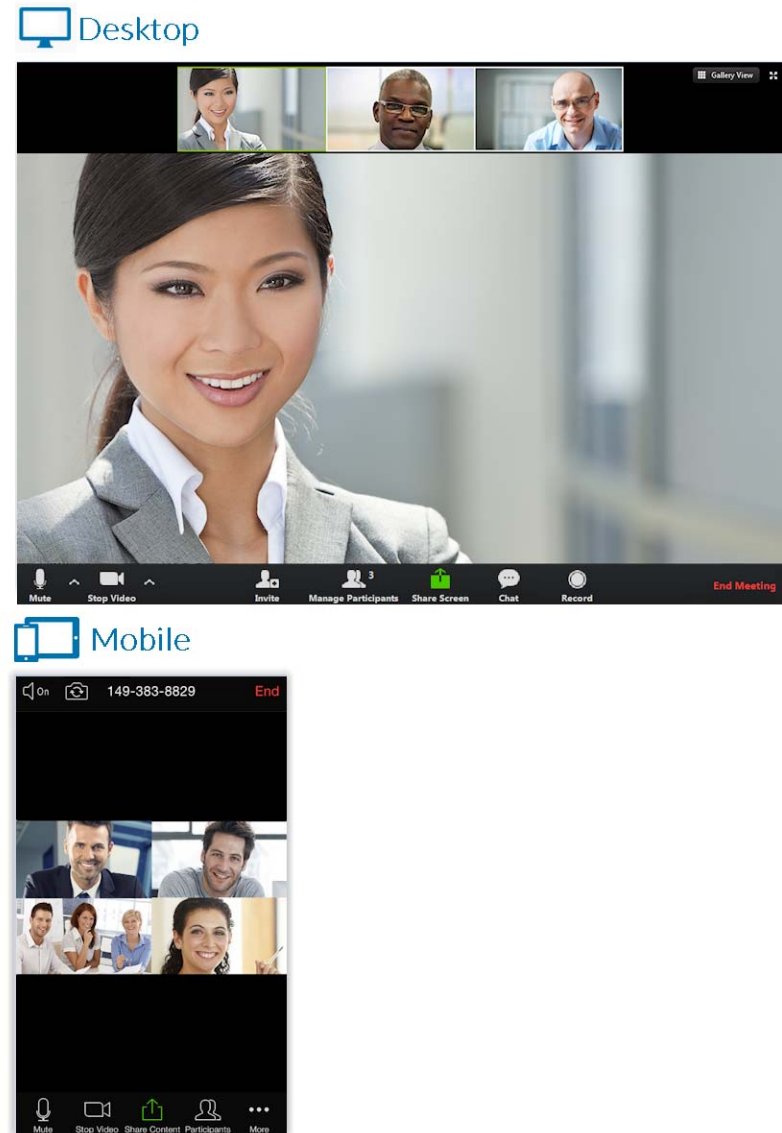 Desktop
Gallery View
Mute Stop Video Invite Manage Participants 3 Share Screen Chat Record End Meeting
Mobile
On 149-383-8829 End
Mute Stop Video Share Content Participants More